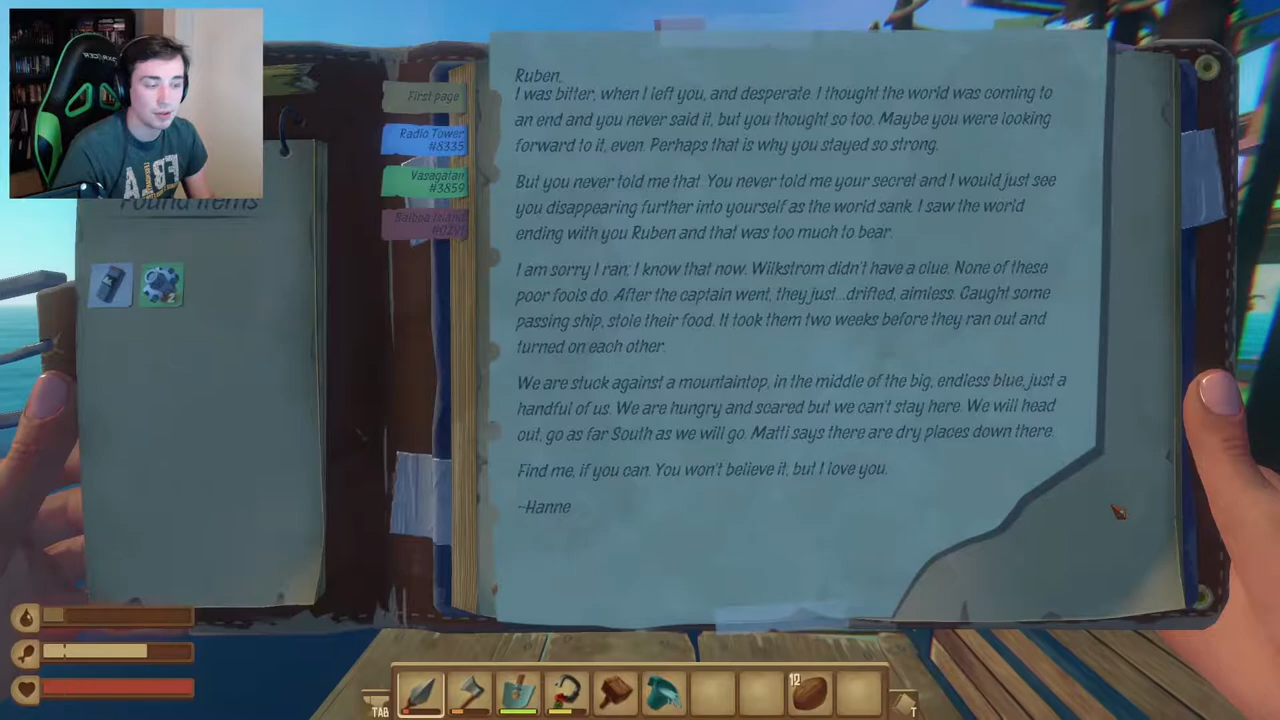 Found Items
First page
Radio Tower
#8335
Vasagatan
#3859
Balboa Island
2
Ruben,
I was bitter, when I left you, and desperate. I thought the world was coming to
an end and you never said it, but you thought so too. Maybe you were looking
forward to it, even. Perhaps that is why you stayed so strong.
But you never told me that. You never told me your secret and I would just see
you disappearing further into yourself as the world sank. I saw the world
ending with you Ruben and that was too much to bear.
I am sorry I ran; I know that now. Wilkstrom didn't have a clue. None of these
poor fools do. After the captain went, they just...drifted, aimless. Caught some
passing ship, stole their food. It took them two weeks before they ran out and
turned on each other.
We are stuck against a mountaintop, in the middle of the big, endless blue, just a
handful of us. We are hungry and scared but we can't stay here. We will head
out, go as far South as we will go. Matti says there are dry places down there.
Find me, if you can. You won't believe it, but I love you.
--Hanne
TAB
12
T